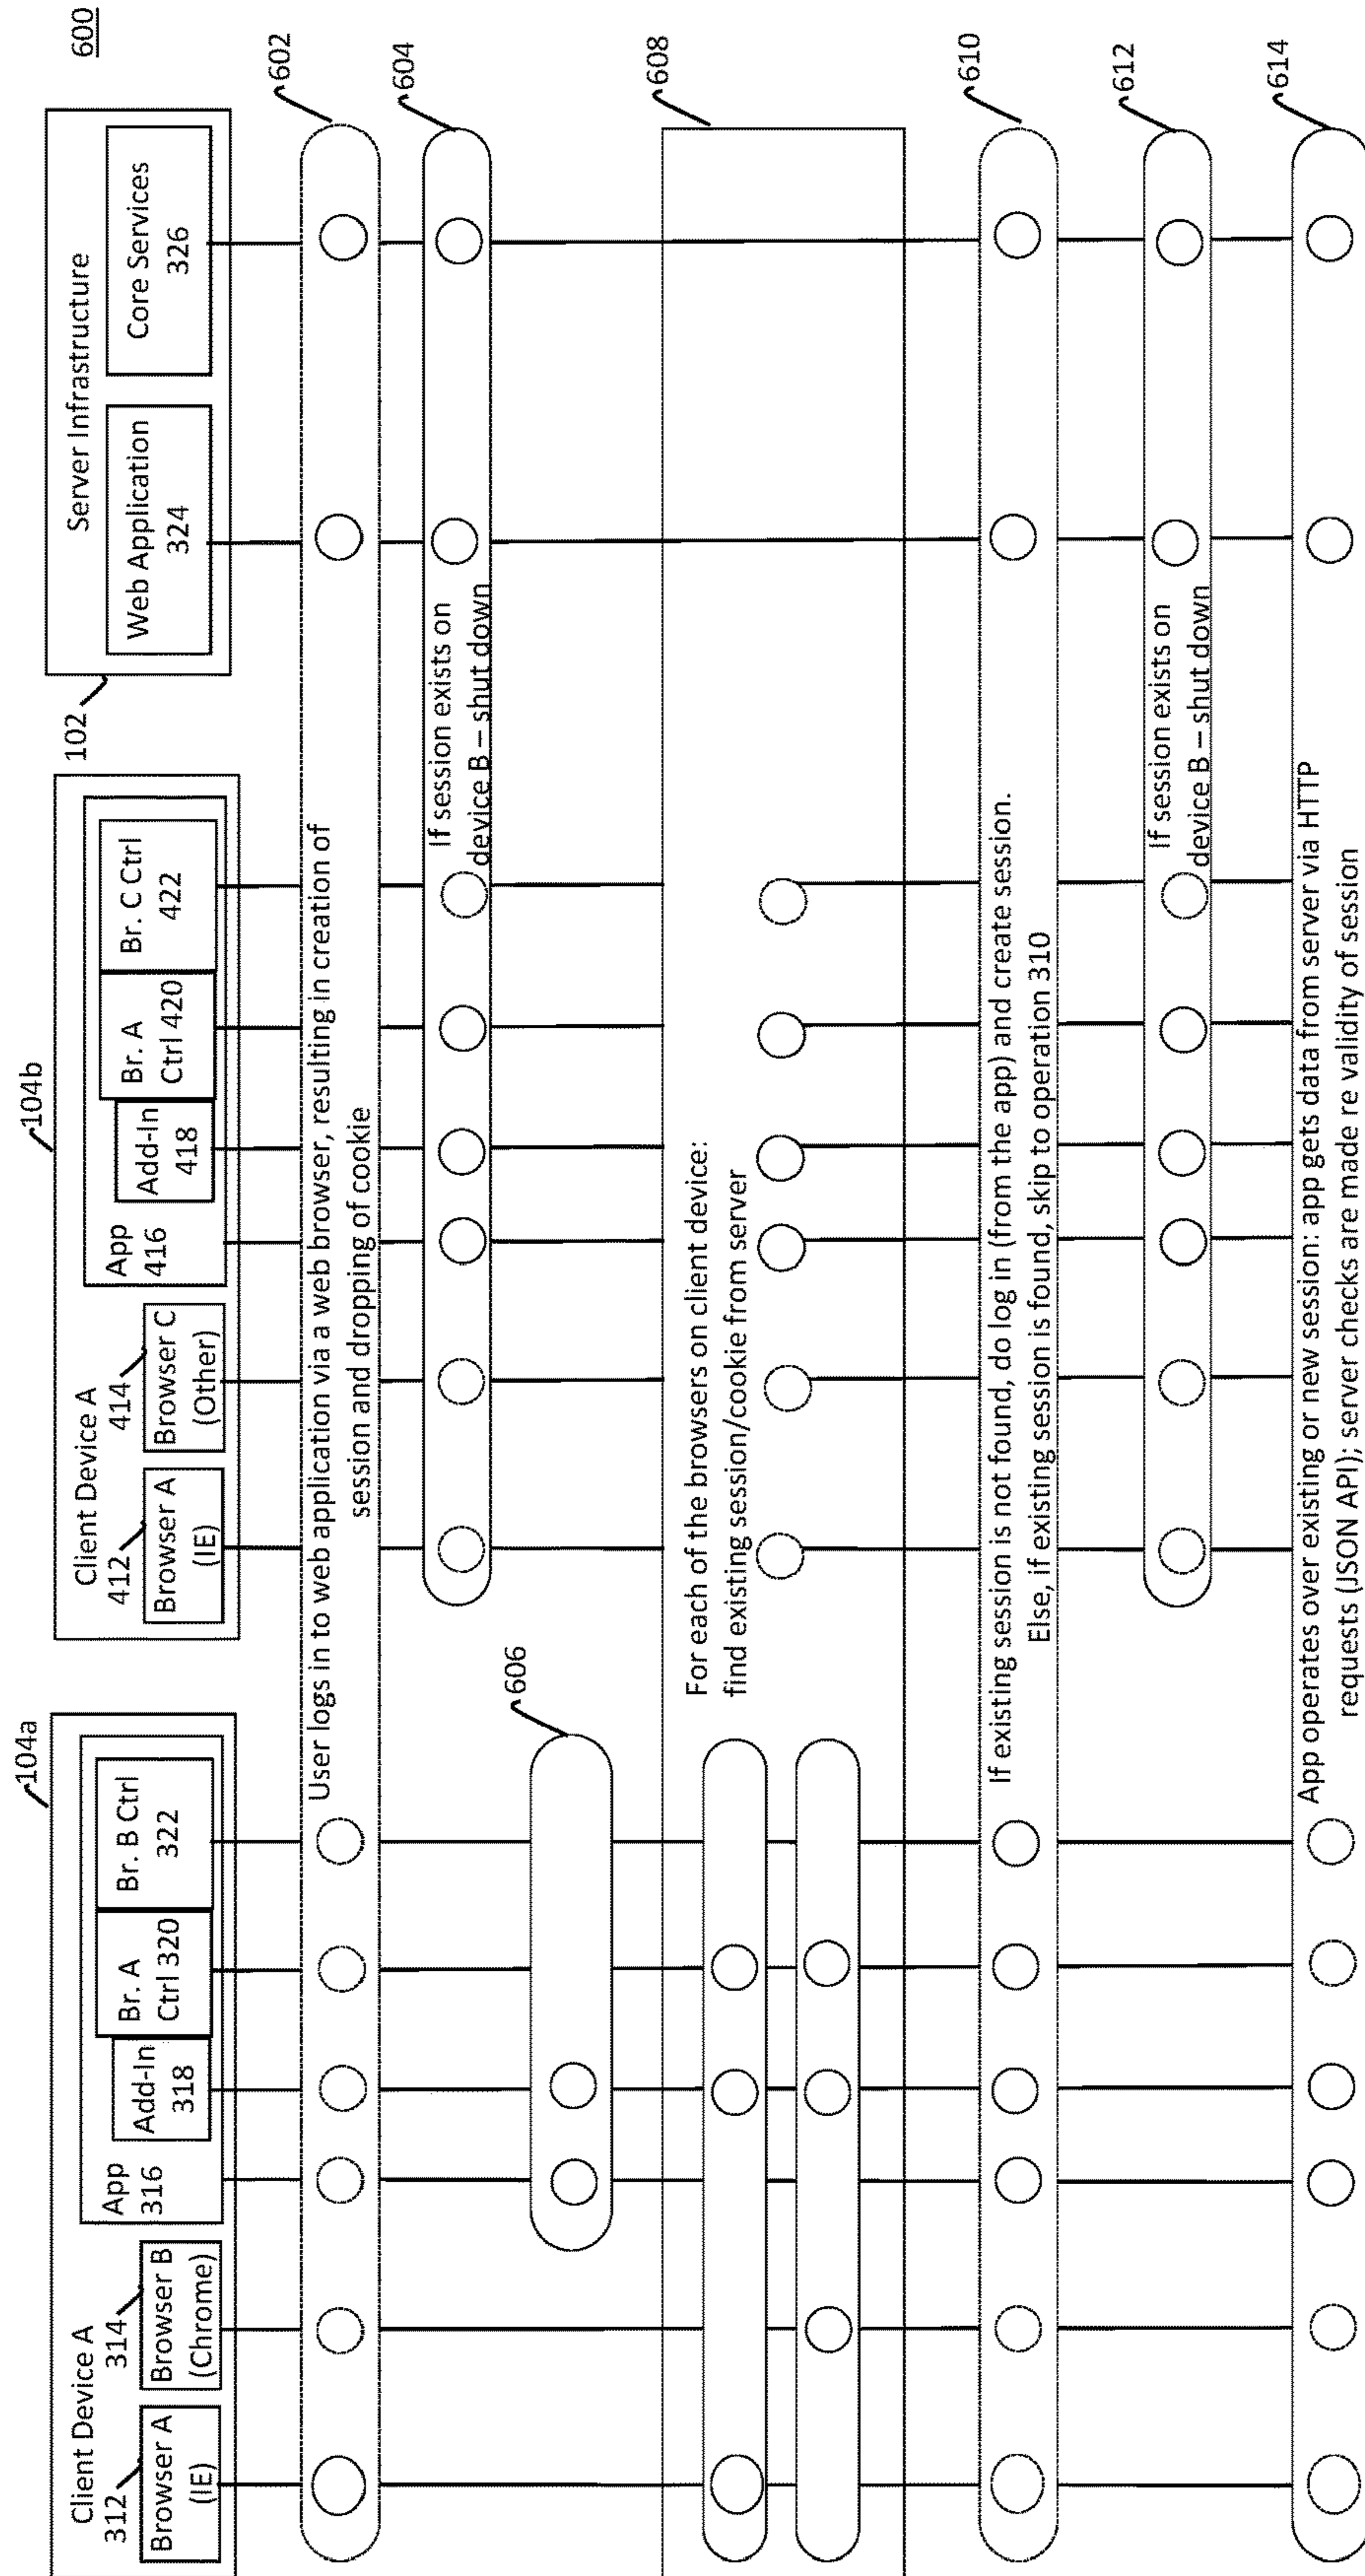 600
104a
Client Device A
312
Browser A
(IE)
314
Browser B
(Chrome)
App
316
Add-In
318
Br. A
Ctrl 320
Br. B Ctrl
322
104b
Client Device A
412
Browser A
(IE)
414
Browser C
(Other)
App
416
Add-In
418
Br. A
Ctrl 420
Br. C Ctrl
422
102
Server Infrastructure
Web Application
324
Core Services
326
602
User logs in to web application via a web browser, resulting in creation of
session and dropping of cookie
604
If session exists on
device B – shut down
606
608
For each of the browsers on client device:
find existing session/cookie from server
610
If existing session is not found, do log in (from the app) and create session.
Else, if existing session is found, skip to operation 310
612
If session exists on
device B – shut down
614
App operates over existing or new session: app gets data from server via HTTP
requests (JSON API); server checks are made re validity of session